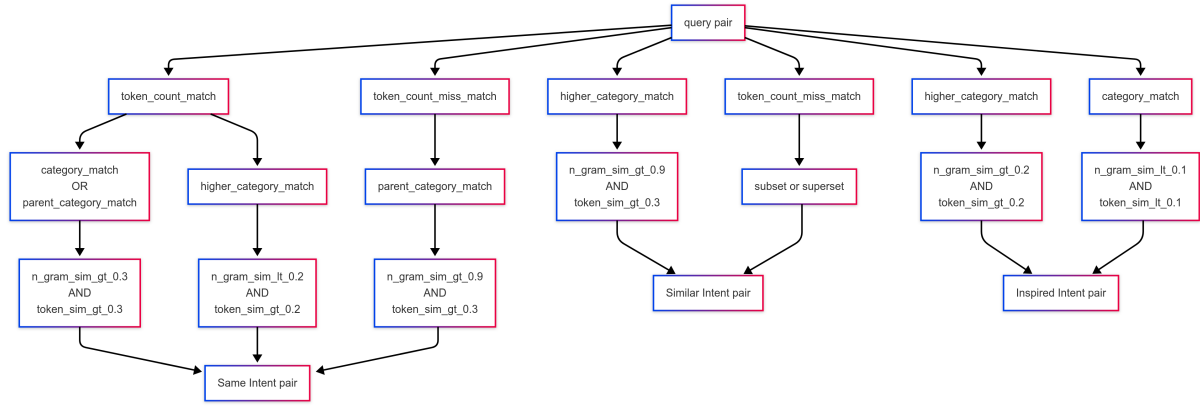 query pair
token_count_match
token_count_miss_match
higher_category_match
token_count_miss_match
higher_category_match
category_match
category_match
OR
parent_category_match
higher_category_match
parent_category_match
n_gram_sim_gt_0.9
AND
token_sim_gt_0.3
subset or superset
n_gram_sim_gt_0.2
AND
token_sim_gt_0.2
n_gram_sim_lt_0.1
AND
token_sim_lt_0.1
n_gram_sim_gt_0.3
AND
token_sim_gt_0.3
n_gram_sim_lt_0.2
AND
token_sim_gt_0.2
n_gram_sim_gt_0.9
AND
token_sim_gt_0.3
Similar Intent pair
Inspired Intent pair
Same Intent pair